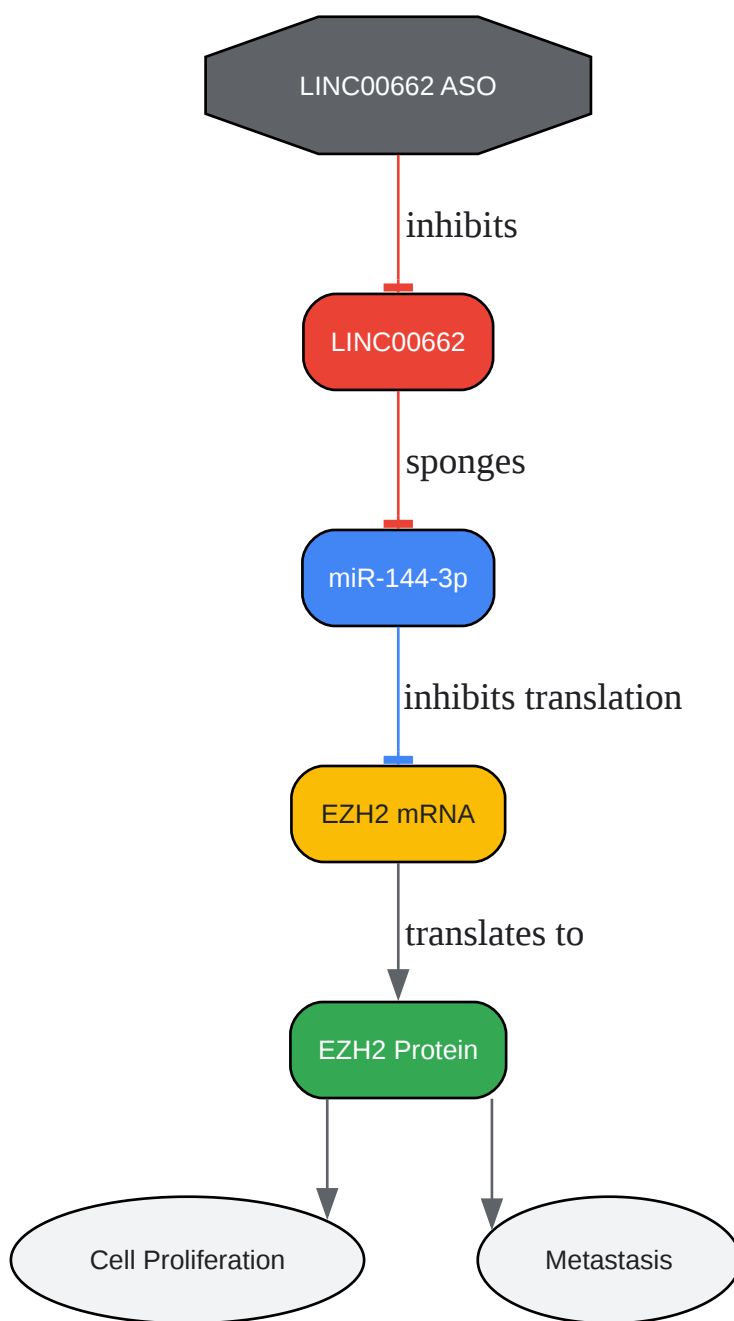 LINC00662 ASO
inhibits
LINC00662
sponges
miR-144-3p
inhibits translation
EZH2 mRNA
translates to
EZH2 Protein
Cell Proliferation
Metastasis